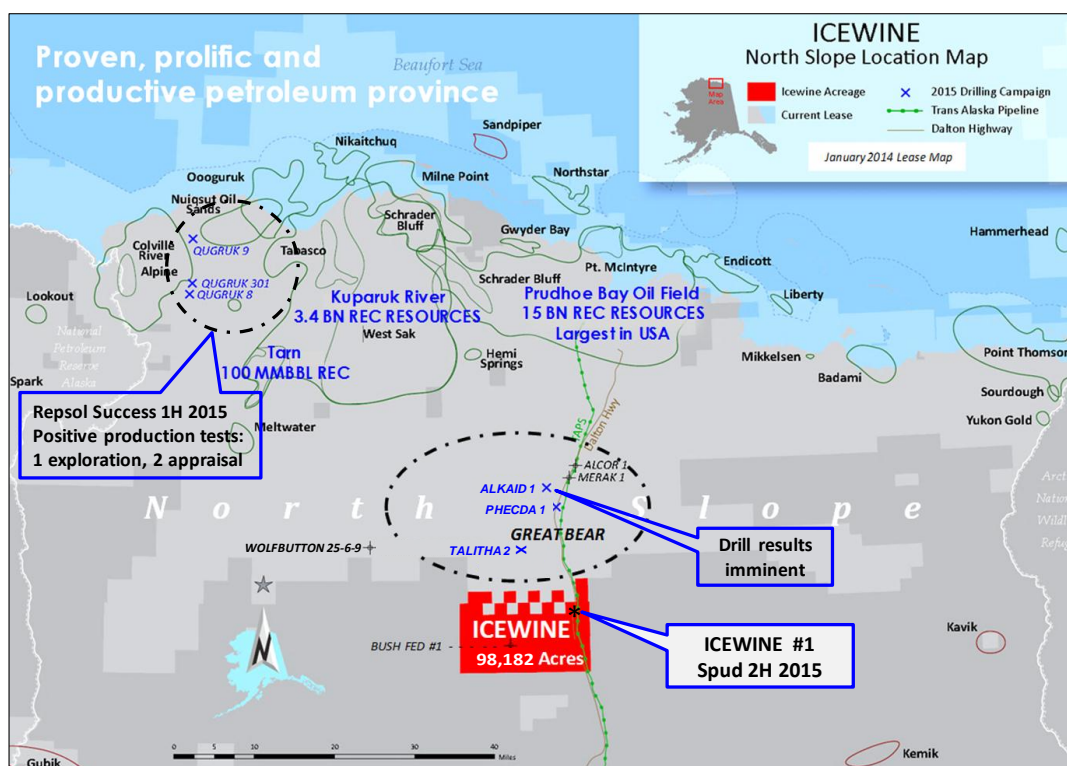 Proven, prolific and
productive petroleum province
Beaufort Sea
ICEWINE
North Slope Location Map
Map
Area
Icewine Acreage
Current Lease
2015 Drilling Campaign
Trans Alaska Pipeline
Dalton Highway
January 2014 Lease Map
Sandpiper
Nikaitchuq
Oooguruk
Milne Point
Northstar
Nuiqsut Oil
Sands
Schrader
Bluff
Gwyder Bay
Hammerhead
Colville
River
Alpine
QUGRUK 9
Tabasco
Endicott
Pt. McIntyre
Schrader Bluff
QUGRUK 301
QUGRUK 8
Lookout
Liberty
Kuparuk River
3.4 BN REC RESOURCES
West Sak
Prudhoe Bay Oil Field
15 BN REC RESOURCES
Largest in USA
National
Petroleum
Reserve
Alaska
Tarn
100 MMBBL REC
Hemi
Springs
Mikkelsen
Badami
Point Thomson
Spark
Sourdough
Yukon Gold
Repsol Success 1H 2015
Positive production tests:
1 exploration, 2 appraisal
Meltwater
TAPS
Dalton Hwy
ALCOR 1
MERAK 1
ALKAID 1
PHECDA 1
North Slope
GREAT BEAR
WOLFBUTTON 25-6-9
TALITHA 2
Drill results
imminent
ICEWINE
98,182 Acres
BUSH FED #1
ICEWINE #1
Spud 2H 2015
Kavik
N
0 5 10 20 30 40
Miles
Gubik
Kemik